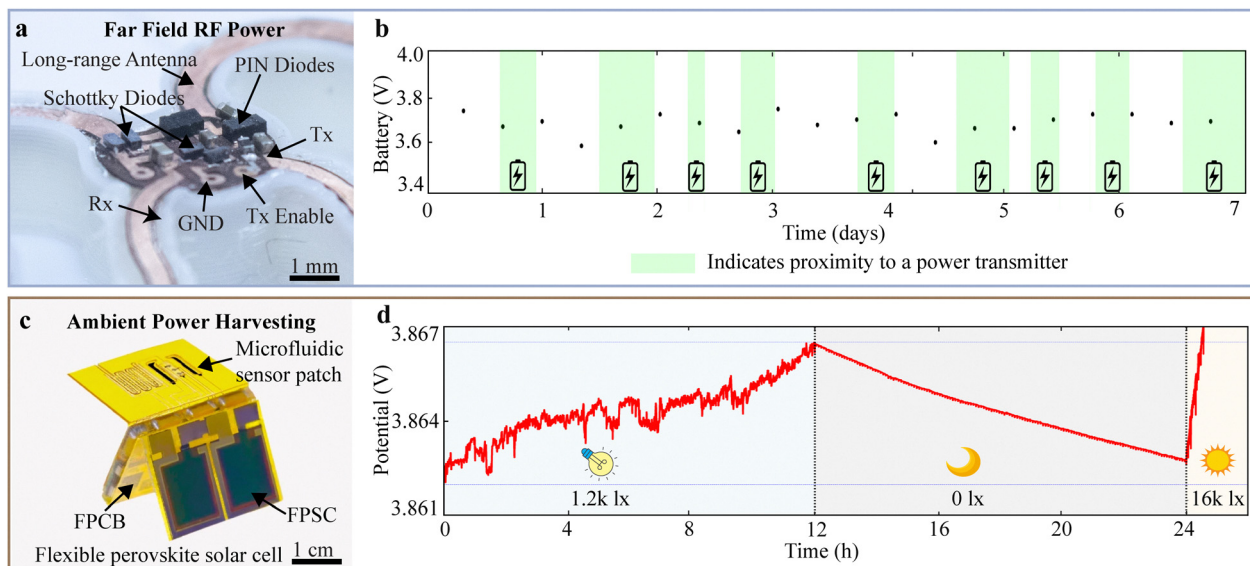 a
Far Field RF Power
Long-range Antenna
PIN Diodes
Schottky Diodes
Tx
Rx
GND
Tx Enable
1 mm
b
Battery (V)
4.0
3.8
3.6
3.4
0 1 2 3 4 5 6 7
Time (days)
Indicates proximity to a power transmitter
c
Ambient Power Harvesting
Microfluidic
sensor patch
FPCB
FPSC
Flexible perovskite solar cell
1 cm
d
Potential (V)
3.867
3.864
3.861
1.2k lx
0 lx
16k lx
0 4 8 12 16 20 24
Time (h)